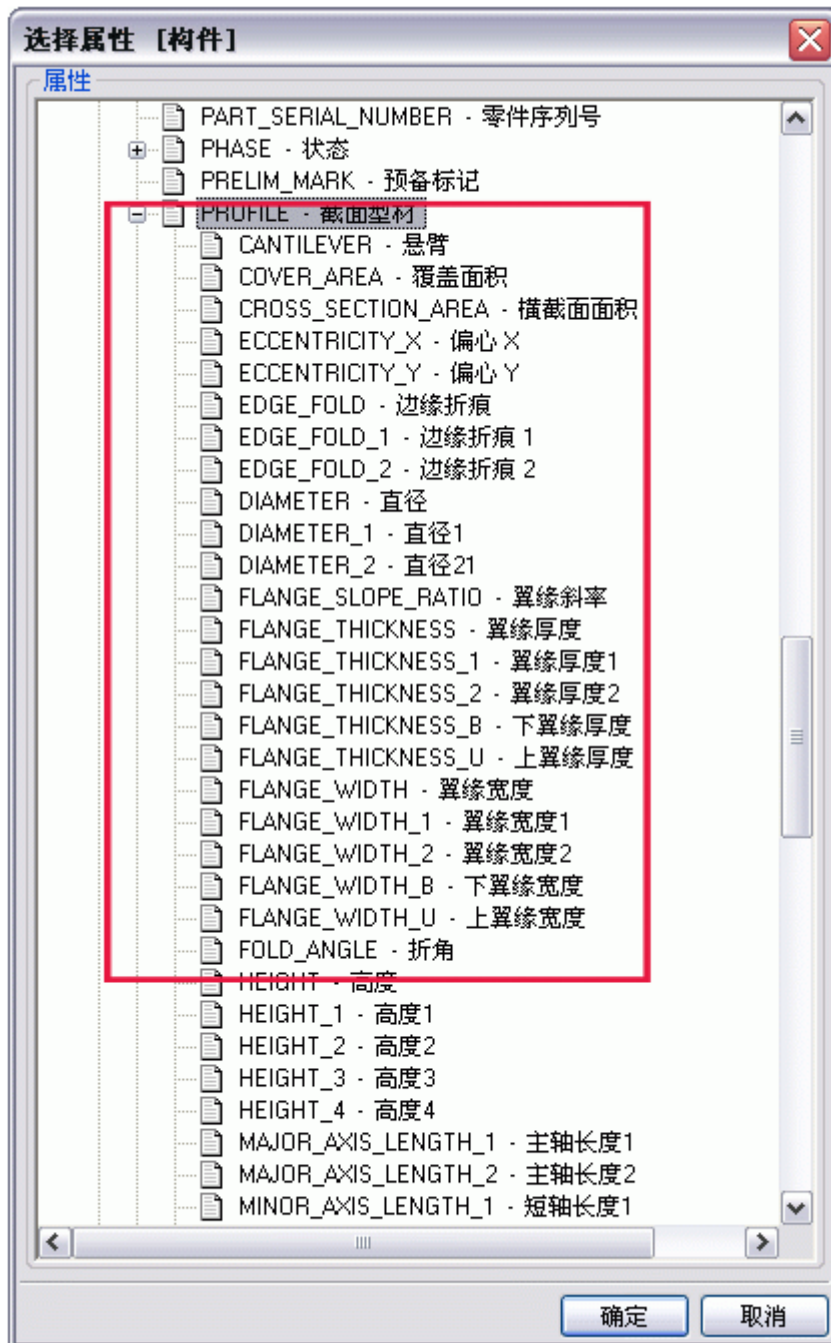 选择属性 [构件]
属性
PART_SERIAL_NUMBER - 零件序列号
PHASE - 状态
PRELIM_MARK - 预备标记
PROFILE - 截面型材
CANTILEVER - 悬臂
COVER_AREA - 覆盖面积
CROSS_SECTION_AREA - 横截面面积
ECCENTRICITY_X - 偏心 X
ECCENTRICITY_Y - 偏心 Y
EDGE_FOLD - 边缘折痕
EDGE_FOLD_1 - 边缘折痕 1
EDGE_FOLD_2 - 边缘折痕 2
DIAMETER - 直径
DIAMETER_1 - 直径1
DIAMETER_2 - 直径21
FLANGE_SLOPE_RATIO - 翼缘斜率
FLANGE_THICKNESS - 翼缘厚度
FLANGE_THICKNESS_1 - 翼缘厚度1
FLANGE_THICKNESS_2 - 翼缘厚度2
FLANGE_THICKNESS_B - 下翼缘厚度
FLANGE_THICKNESS_U - 上翼缘厚度
FLANGE_WIDTH - 翼缘宽度
FLANGE_WIDTH_1 - 翼缘宽度1
FLANGE_WIDTH_2 - 翼缘宽度2
FLANGE_WIDTH_B - 下翼缘宽度
FLANGE_WIDTH_U - 上翼缘宽度
FOLD_ANGLE - 折角
HEIGHT - 高度
HEIGHT_1 - 高度1
HEIGHT_2 - 高度2
HEIGHT_3 - 高度3
HEIGHT_4 - 高度4
MAJOR_AXIS_LENGTH_1 - 主轴长度1
MAJOR_AXIS_LENGTH_2 - 主轴长度2
MINOR_AXIS_LENGTH_1 - 短轴长度1
确定 取消